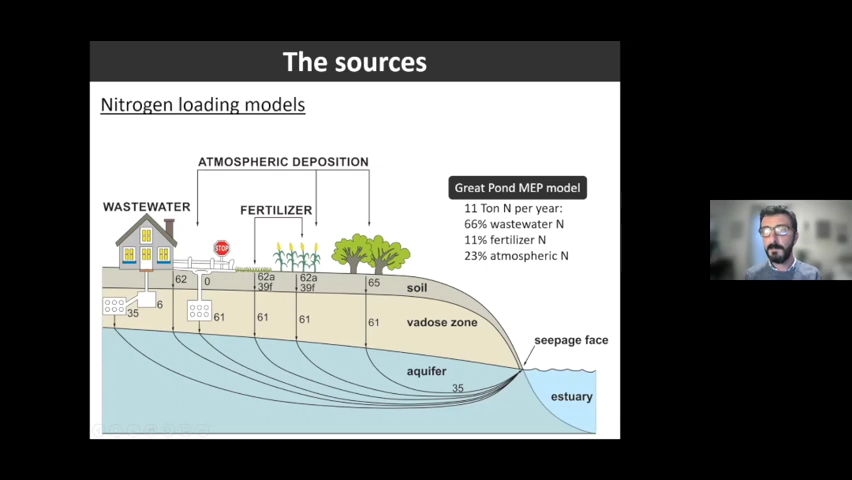 The sources
Nitrogen loading models
ATMOSPHERIC DEPOSITION
Great Pond MEP model
WASTEWATER
FERTILIZER
11 Ton N per year:
66% wastewater N
11% fertilizer N
23% atmospheric N
STOP
62
0
62a
39f
62a
39f
65
soil
35
6
61
61
61
61
vadose zone
seepage face
aquifer
35
estuary